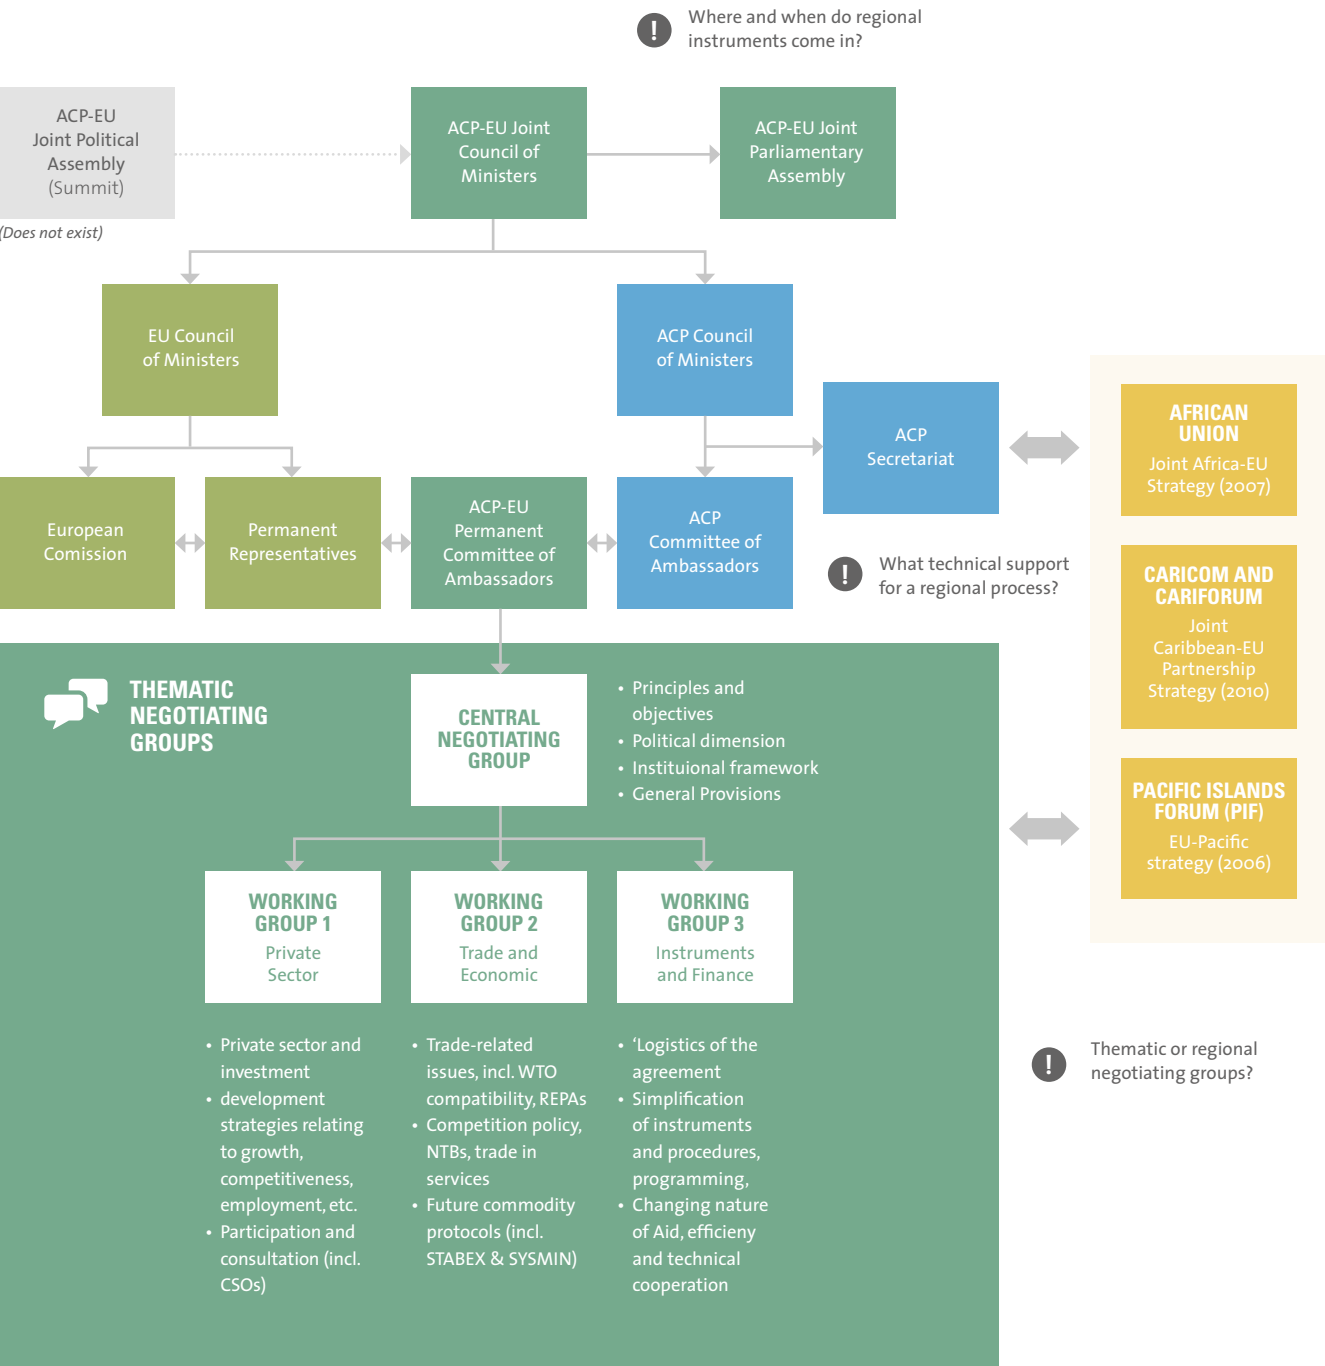 Where and when do regional
instruments come in?
ACP-EU
Joint Political
Assembly
(Summit)
(Does not exist)
ACP-EU Joint
Council of
Ministers
ACP-EU Joint
Parliamentary
Assembly
EU Council
of Ministers
ACP Council
of Ministers
ACP
Secretariat
European
Comission
Permanent
Representatives
ACP-EU
Permanent
Committee of
Ambassadors
ACP
Committee of
Ambassadors
What technical support
for a regional process?
AFRICAN
UNION
Joint Africa-EU
Strategy (2007)
CARICOM AND
CARIFORUM
Joint
Caribbean-EU
Partnership
Strategy (2010)
PACIFIC ISLANDS
FORUM (PIF)
EU-Pacific
strategy (2006)
THEMATIC
NEGOTIATING
GROUPS
CENTRAL
NEGOTIATING
GROUP
• Principles and
objectives
• Political dimension
• Instituional framework
• General Provisions
WORKING
GROUP 1
Private
Sector
• Private sector and
investment
• development
strategies relating
to growth,
competitiveness,
employment, etc.
• Participation and
consultation (incl.
CSOs)
WORKING
GROUP 2
Trade and
Economic
• Trade-related
issues, incl. WTO
compatibility, REPAs
• Competition policy,
NTBs, trade in
services
• Future commodity
protocols (incl.
STABEX & SYSMIN)
WORKING
GROUP 3
Instruments
and Finance
• ‘Logistics of the
agreement
• Simplification
of instruments
and procedures,
programming,
• Changing nature
of Aid, efficieny
and technical
cooperation
Thematic or regional
negotiating groups?